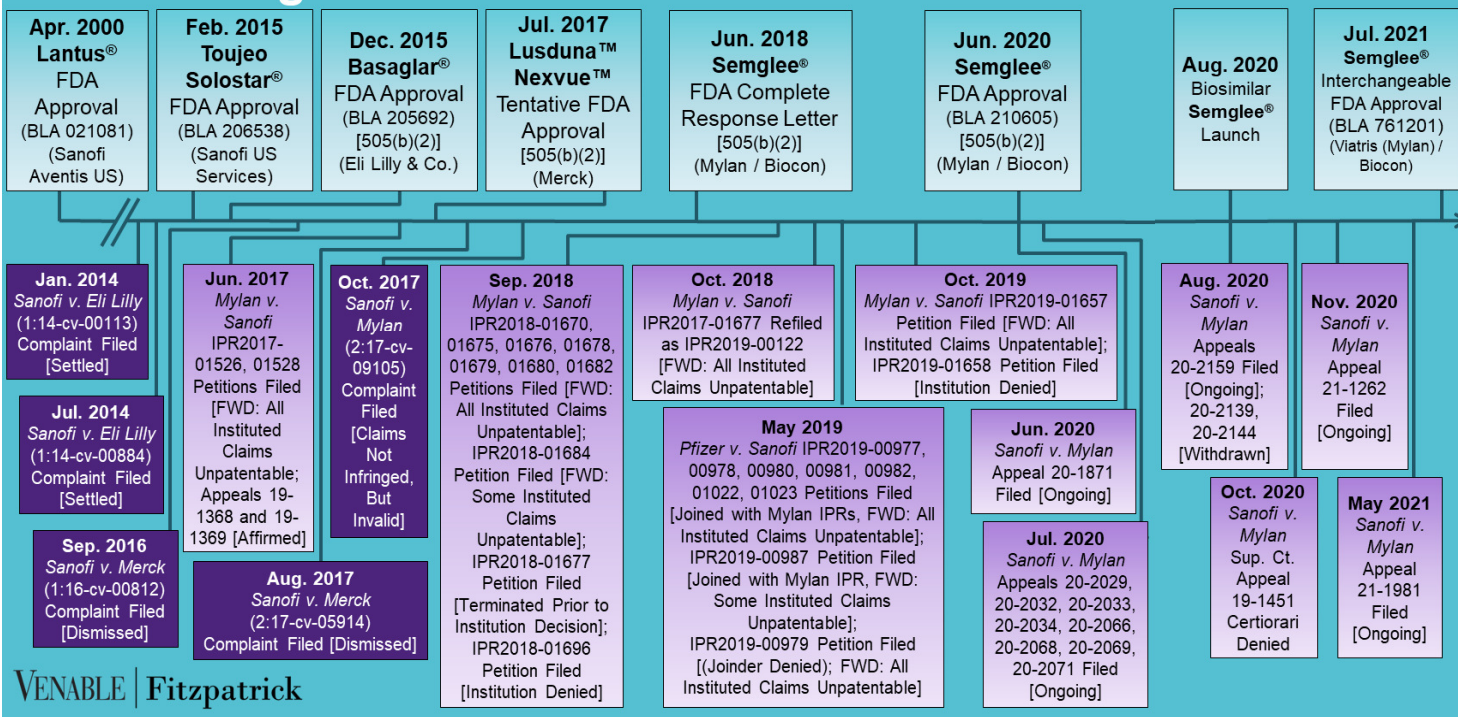 Apr. 2000
Lantus®
FDA
Approval
(BLA 021081)
(Sanofi
Aventis US)
Feb. 2015
Toujeo
Solostar®
FDA Approval
(BLA 206538)
(Sanofi US
Services)
Dec. 2015
Basaglar®
FDA Approval
(BLA 205692)
[505(b)(2)]
(Eli Lilly & Co.)
Jul. 2017
Lusduna™
Nexvue™
Tentative FDA
Approval
[505(b)(2)]
(Merck)
Jun. 2018
Semglee®
FDA Complete
Response Letter
[505(b)(2)]
(Mylan / Biocon)
Jun. 2020
Semglee®
FDA Approval
(BLA 210605)
[505(b)(2)]
(Mylan / Biocon)
Aug. 2020
Biosimilar
Semglee®
Launch
Jul. 2021
Semglee®
Interchangeable
FDA Approval
(BLA 761201)
(Viatris (Mylan) /
Biocon)
Jan. 2014
Sanofi v. Eli Lilly
(1:14-cv-00113)
Complaint Filed
[Settled]
Jul. 2014
Sanofi v. Eli Lilly
(1:14-cv-00884)
Complaint Filed
[Settled]
Sep. 2016
Sanofi v. Merck
(1:16-cv-00812)
Complaint Filed
[Dismissed]
Jun. 2017
Mylan v.
Sanofi
IPR2017-
01526, 01528
Petitions Filed
[FWD: All
Instituted
Claims
Unpatentable;
Appeals 19-
1368 and 19-
1369 [Affirmed]
Aug. 2017
Sanofi v. Merck
(2:17-cv-05914)
Complaint Filed [Dismissed]
Oct. 2017
Sanofi v.
Mylan
(2:17-cv-
09105)
Complaint
Filed
[Claims
Not
Infringed,
But
Invalid]
Sep. 2018
Mylan v. Sanofi
IPR2018-01670,
01675, 01676, 01678,
01679, 01680, 01682
Petitions Filed [FWD:
All Instituted Claims
Unpatentable];
IPR2018-01684
Petition Filed [FWD:
Some Instituted
Claims
Unpatentable];
IPR2018-01677
Petition Filed
[Terminated Prior to
Institution Decision];
IPR2018-01696
Petition Filed
[Institution Denied]
Oct. 2018
Mylan v. Sanofi
IPR2017-01677 Refiled
as IPR2019-00122
[FWD: All Instituted
Claims Unpatentable]
May 2019
Pfizer v. Sanofi IPR2019-00977,
00978, 00980, 00981, 00982,
01022, 01023 Petitions Filed
[Joined with Mylan IPRs, FWD: All
Instituted Claims Unpatentable];
IPR2019-00987 Petition Filed
[Joined with Mylan IPR, FWD:
Some Instituted Claims
Unpatentable];
IPR2019-00979 Petition Filed
[(Joinder Denied); FWD: All
Instituted Claims Unpatentable]
Oct. 2019
Mylan v. Sanofi IPR2019-01657
Petition Filed [FWD: All
Instituted Claims Unpatentable];
IPR2019-01658 Petition Filed
[Institution Denied]
Jun. 2020
Sanofi v. Mylan
Appeal 20-1871
Filed [Ongoing]
Jul. 2020
Sanofi v. Mylan
Appeals 20-2029,
20-2032, 20-2033,
20-2034, 20-2066,
20-2068, 20-2069,
20-2071 Filed
[Ongoing]
Aug. 2020
Sanofi v.
Mylan
Appeals
20-2159 Filed
[Ongoing];
20-2139,
20-2144
[Withdrawn]
Oct. 2020
Sanofi v.
Mylan
Sup. Ct.
Appeal
19-1451
Certiorari
Denied
Nov. 2020
Sanofi v.
Mylan
Appeal
21-1262
Filed
[Ongoing]
May 2021
Sanofi v.
Mylan
Appeal
21-1981
Filed
[Ongoing]
VENABLE | Fitzpatrick